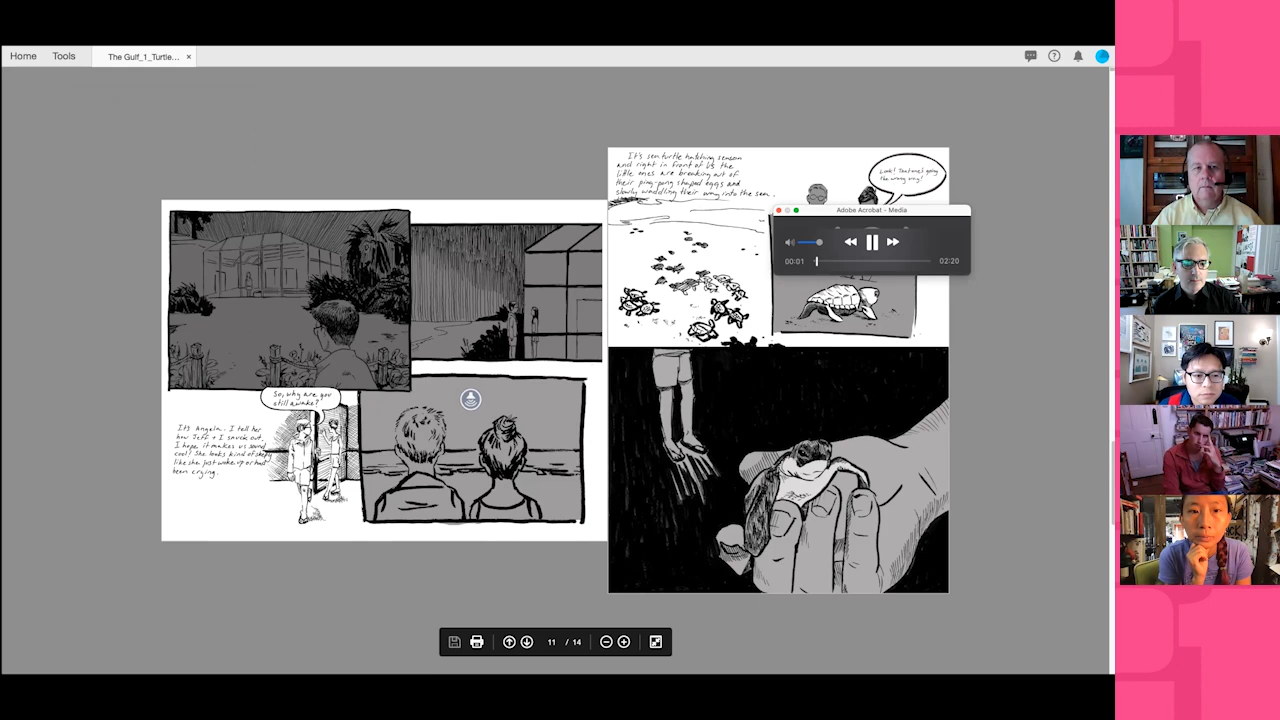 Home
Tools
The Gulf_1_Turtle...
It's sea turtle hatching season
and right in front of us the
little ones are breaking out of
their ping-pong shaped eggs and
slowly waddling their way into the sea.
Look! That one's going
the wrong way!
Adobe Acrobat - Media
00:01
02:20
So, why are you
still awake?
It's Angela. I tell her
how Jeff + I snuck out.
I hope it makes us sound
cool! She looks kind of sleepy
like she just woke up or had
been crying.
11 / 14